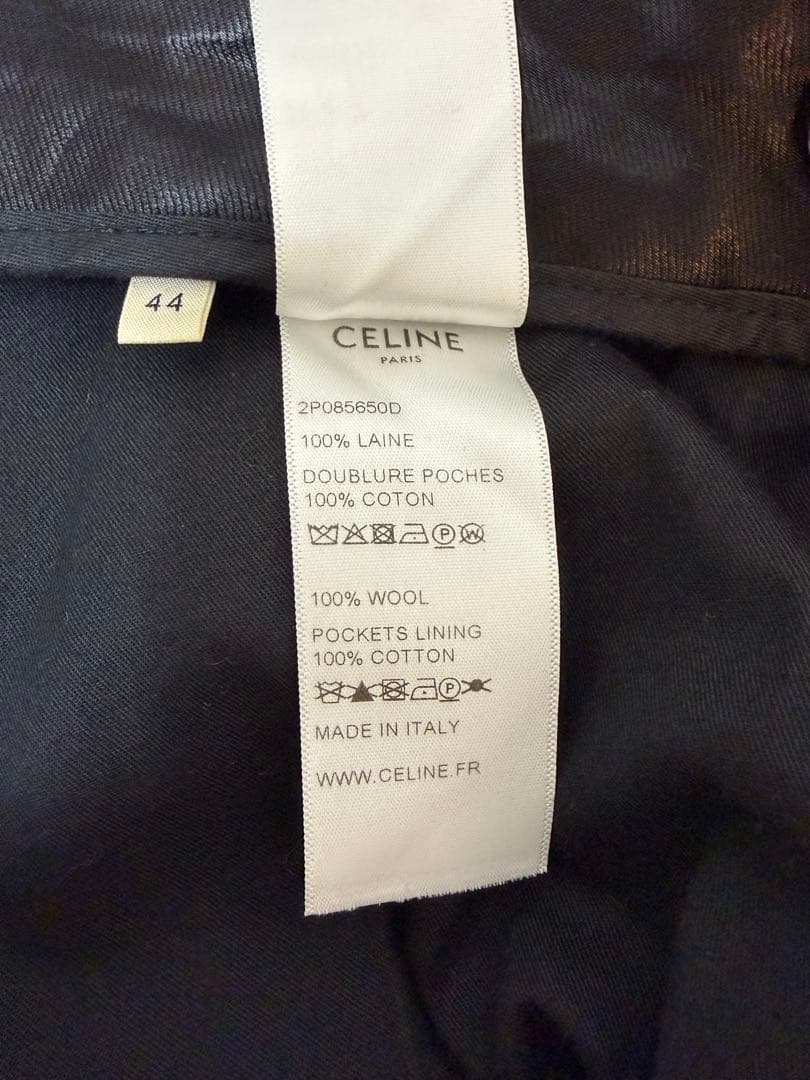 44
CELINE
PARIS
2P085650D
100% LAINE
DOUBLURE POCHES
100% COTON
100% WOOL
POCKETS LINING
100% COTTON
MADE IN ITALY
WWW.CELINE.FR